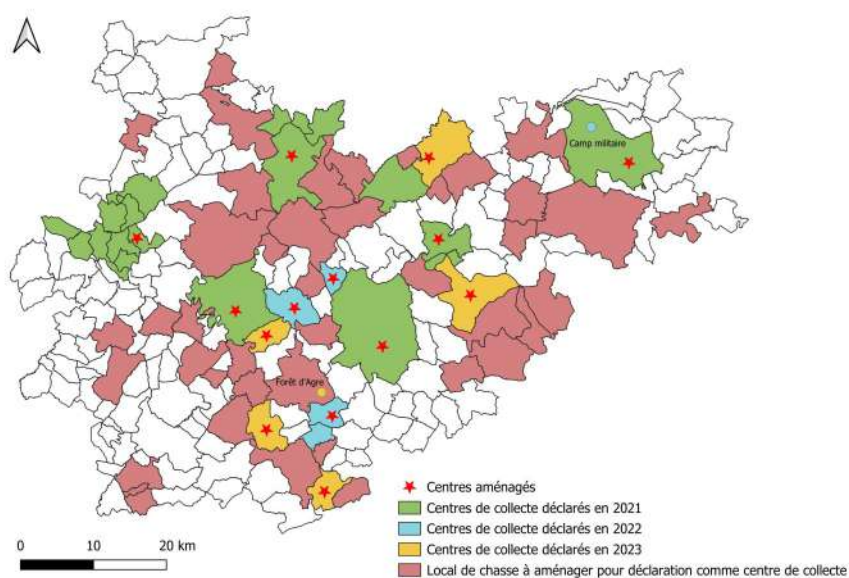 Camp militaire
Forêt d'Agre
Centres aménagés
Centres de collecte déclarés en 2021
Centres de collecte déclarés en 2022
Centres de collecte déclarés en 2023
Local de chasse à aménager pour déclaration comme centre de collecte
0 10 20 km